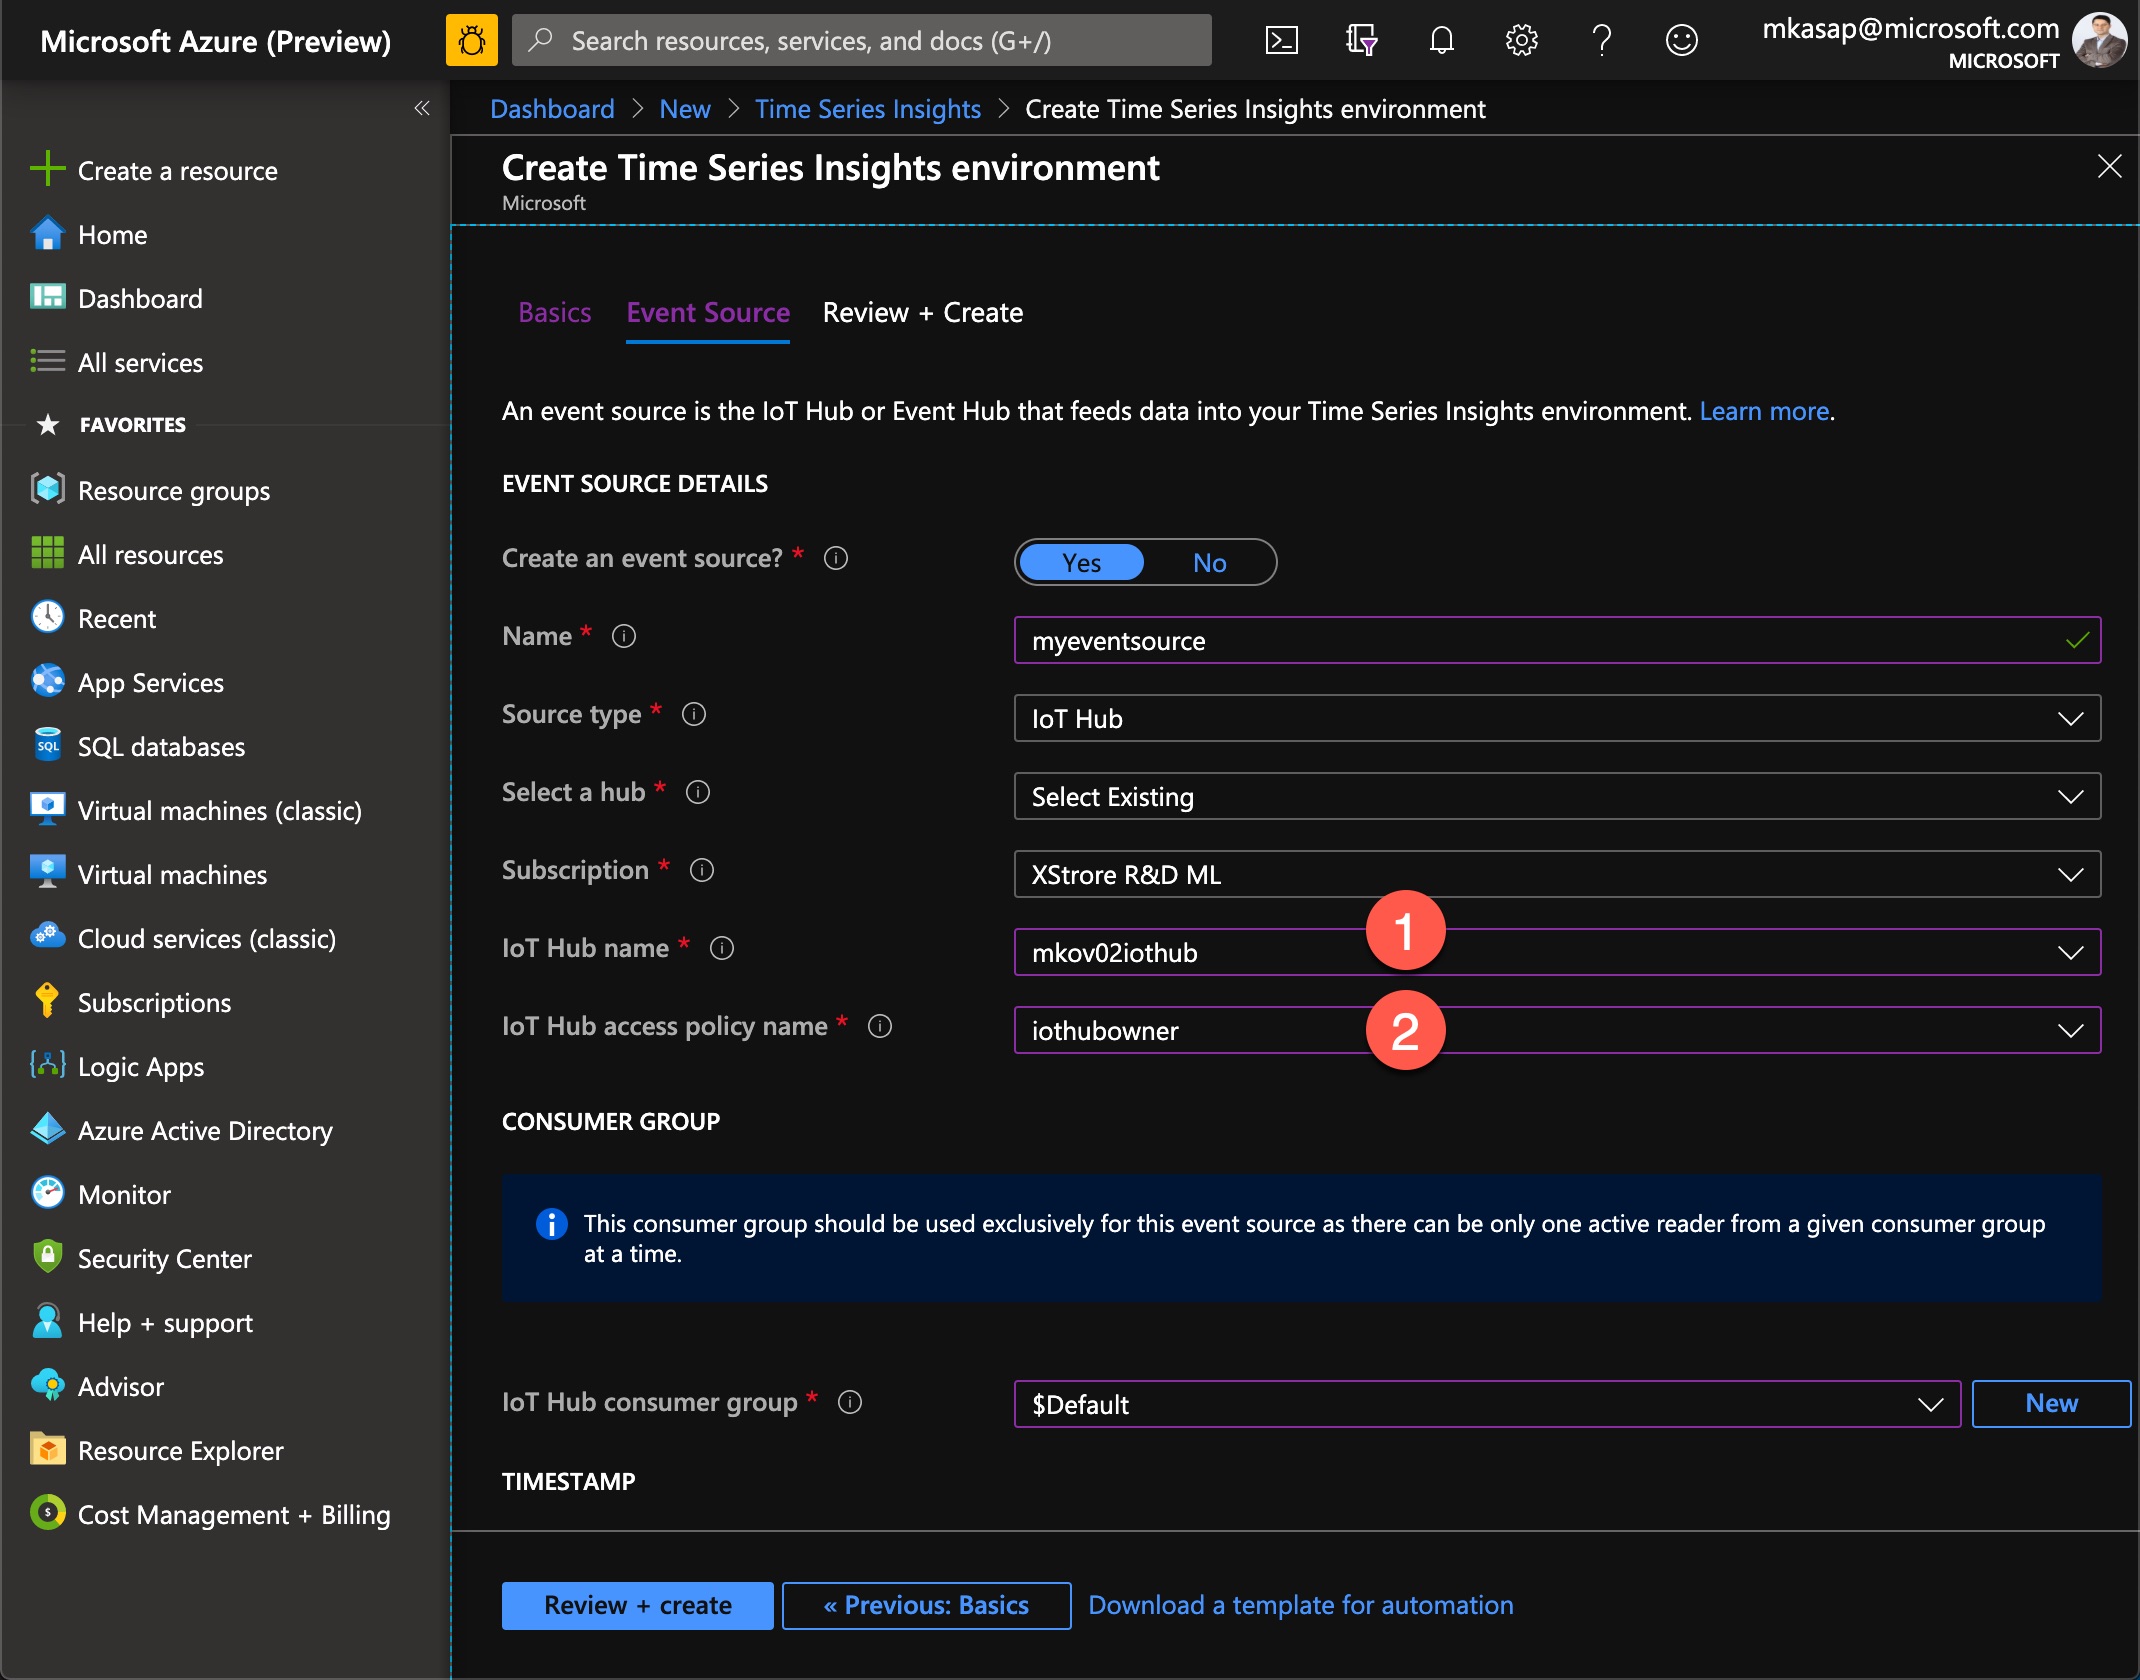 Microsoft Azure (Preview)
Search resources, services, and docs (G+/)
mkasap@microsoft.com
MICROSOFT
«
Dashboard > New > Time Series Insights > Create Time Series Insights environment
Create Time Series Insights environment
Microsoft
Create a resource
Home
Dashboard
All services
FAVORITES
Resource groups
All resources
Recent
App Services
SQL
SQL databases
Virtual machines (classic)
Virtual machines
Cloud services (classic)
Subscriptions
Logic Apps
Azure Active Directory
Monitor
Security Center
Help + support
Advisor
Resource Explorer
Cost Management + Billing
Basics Event Source Review + Create
An event source is the IoT Hub or Event Hub that feeds data into your Time Series Insights environment. Learn more.
EVENT SOURCE DETAILS
Create an event source? * Yes No
Name * myeventsource
Source type * IoT Hub
Select a hub * Select Existing
Subscription * XStrore R&D ML
IoT Hub name * mkov02iothub
1
IoT Hub access policy name * iothubowner
2
CONSUMER GROUP
This consumer group should be used exclusively for this event source as there can be only one active reader from a given consumer group
at a time.
IoT Hub consumer group * $Default New
TIMESTAMP
Review + create « Previous: Basics Download a template for automation